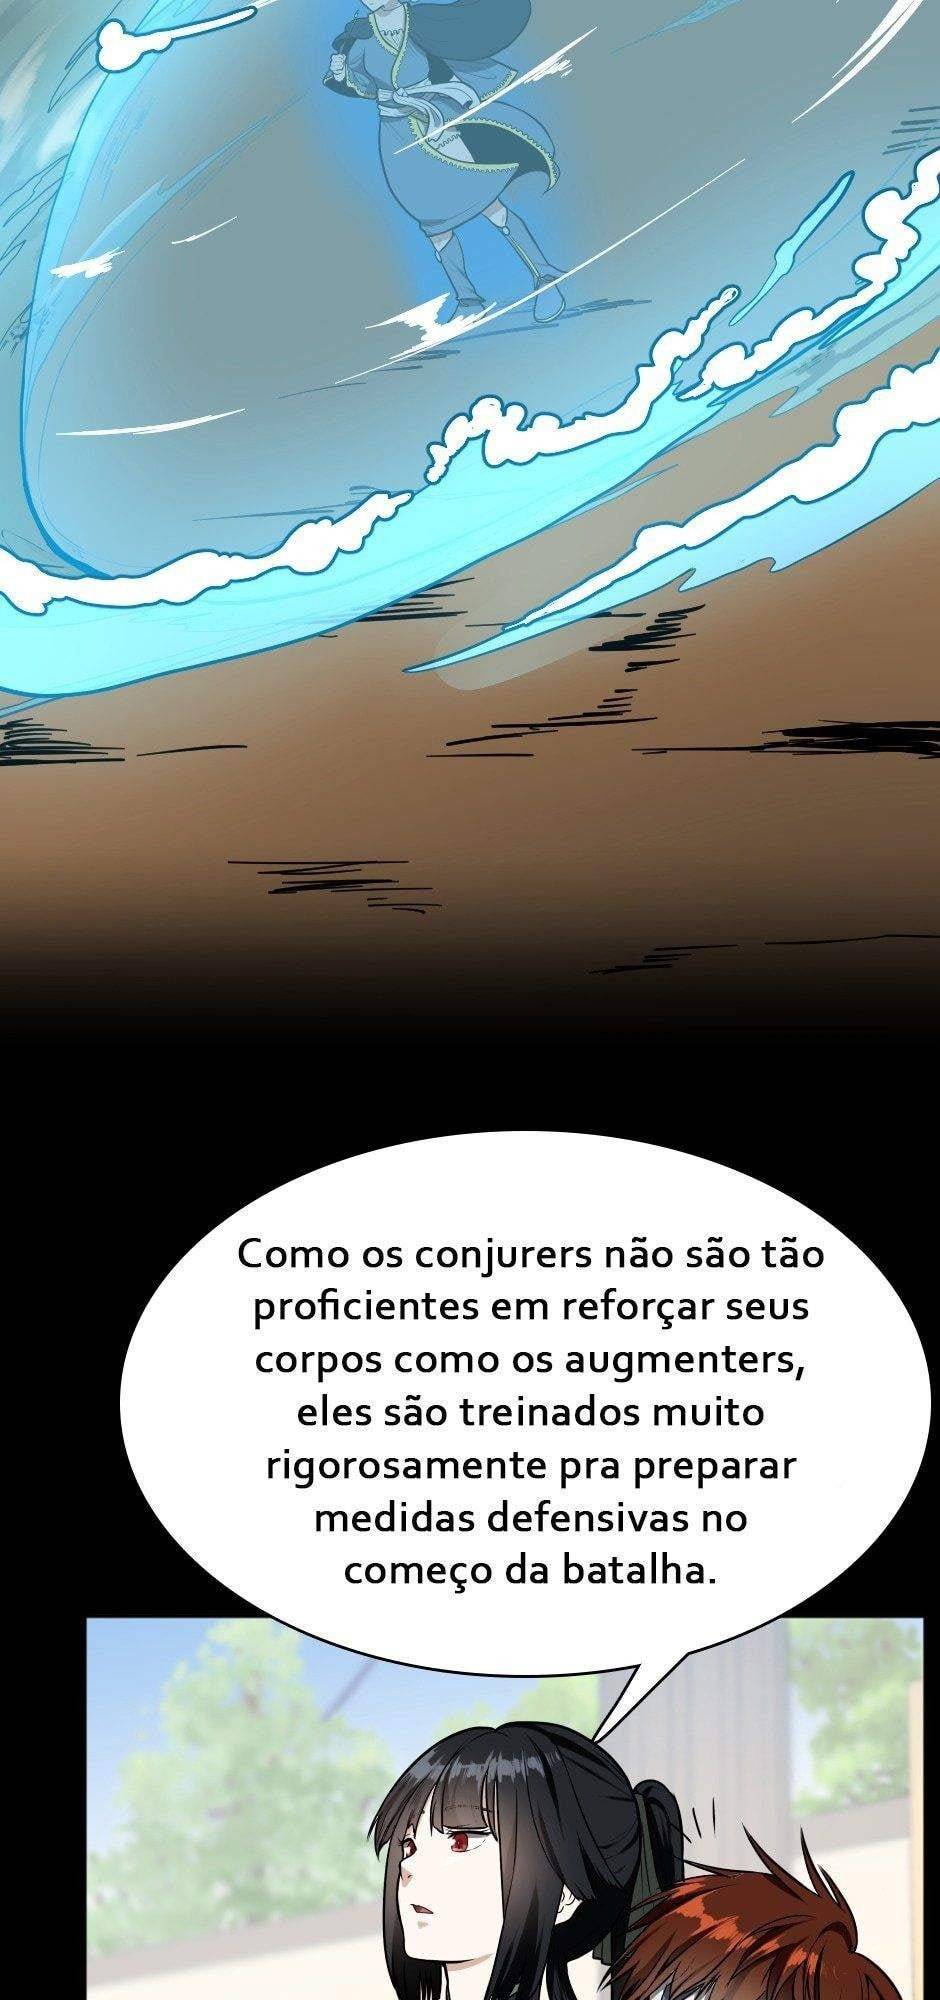 Como os conjurers não são tão
proficientes em reforçar seus
corpos como os augmenters,
eles são treinados muito
rigorosamente pra preparar
medidas defensivas no
começo da batalha.